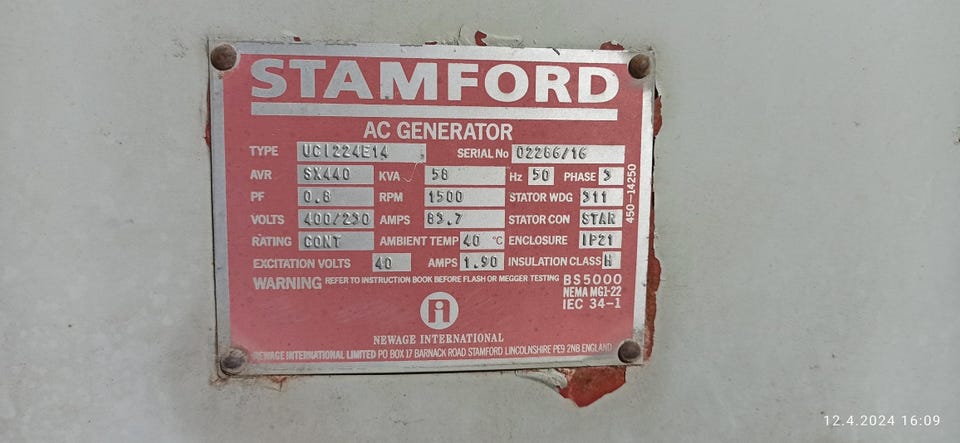 STAMFORD
AC GENERATOR
TYPE UCI224E14 SERIAL No 02286/16
AVR SX440 KVA 58 Hz 50 PHASE 3
PF 0.8 RPM 1500 STATOR WDG 311
VOLTS 400/230 AMPS 83.7 STATOR CON STAR
RATING CONT AMBIENT TEMP 40 °C ENCLOSURE IP21
EXCITATION VOLTS 40 AMPS 1.90 INSULATION CLASS H
WARNING REFER TO INSTRUCTION BOOK BEFORE FLASH OR MEGGER TESTING BS5000
NEMA MG1-22
IEC 34-1
450-14250
NEWAGE INTERNATIONAL
NEWAGE INTERNATIONAL LIMITED PO BOX 17 BARNACK ROAD STAMFORD LINCOLNSHIRE PE9 2NB ENGLAND
12.4.2024 16:09